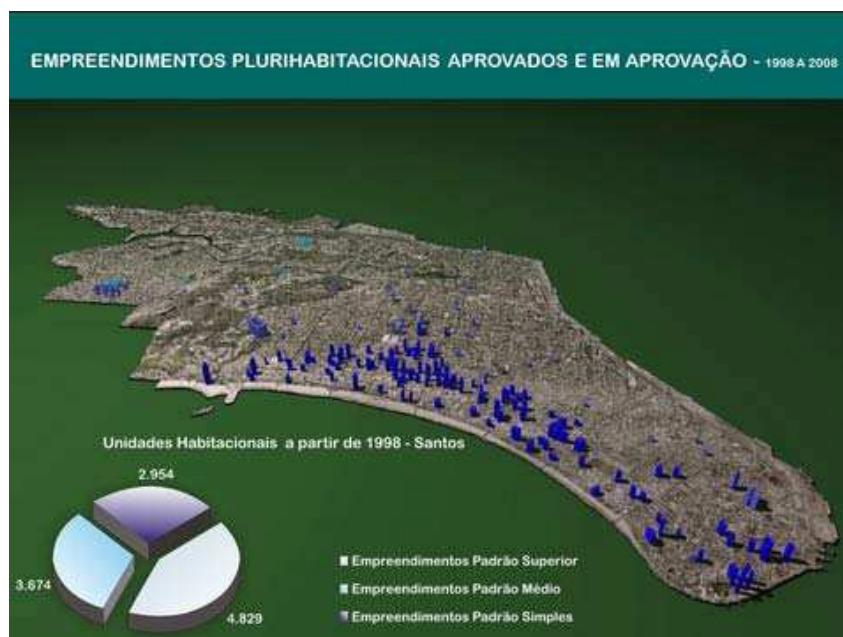 EMPREENDIMENTOS PLURIHABITACIONAIS APROVADOS E EM APROVAÇÃO - 1998 A 2008
Unidades Habitacionais a partir de 1998 - Santos
2.954
3.674
4.829
Empreendimentos Padrão Superior
Empreendimentos Padrão Médio
Empreendimentos Padrão Simples